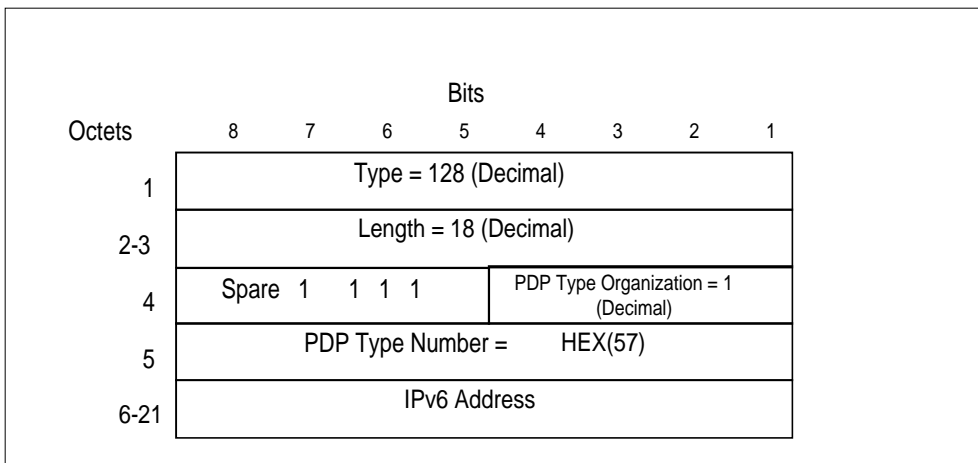 Bits
Octets 8 7 6 5 4 3 2 1
1 Type = 128 (Decimal)
2-3 Length = 18 (Decimal)
4 Spare 1 1 1 1 PDP Type Organization = 1
(Decimal)
5 PDP Type Number = HEX(57)
6-21 IPv6 Address